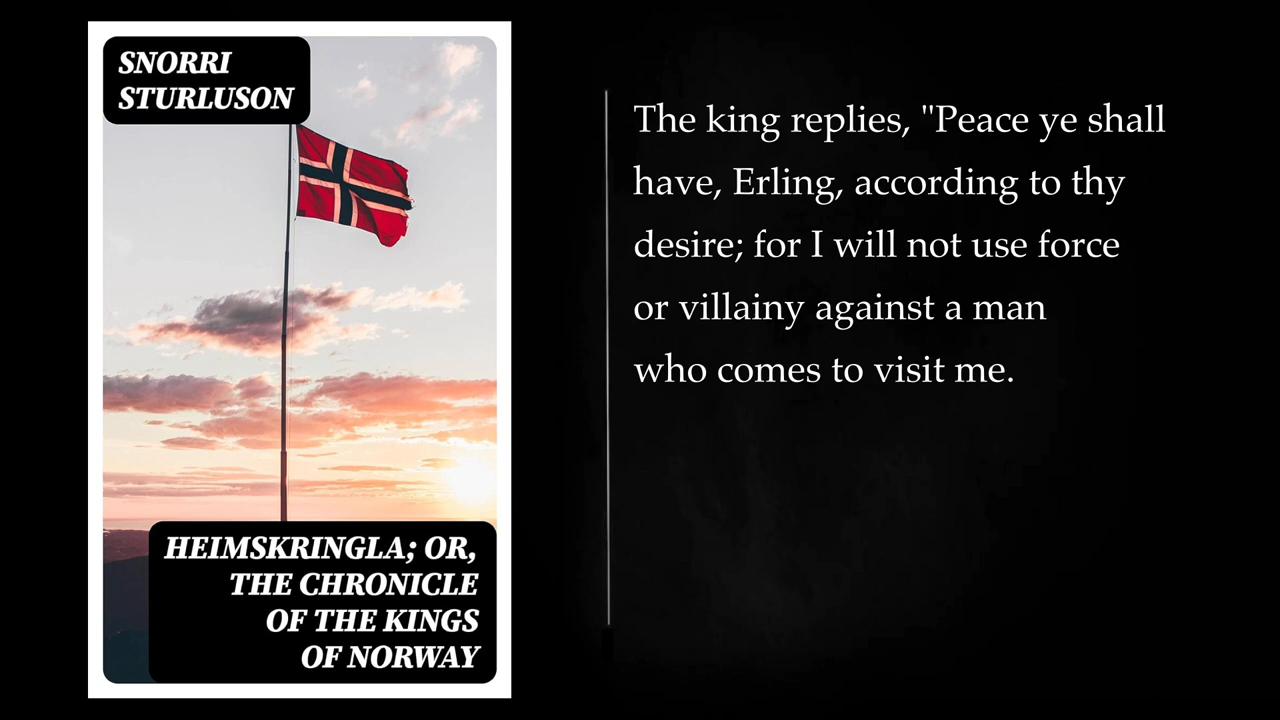 SNORRI
STURLUSON
HEIMSKRINGLA; OR,
THE CHRONICLE
OF THE KINGS
OF NORWAY
The king replies, "Peace ye shall
have, Erling, according to thy
desire; for I will not use force
or villainy against a man
who comes to visit me.